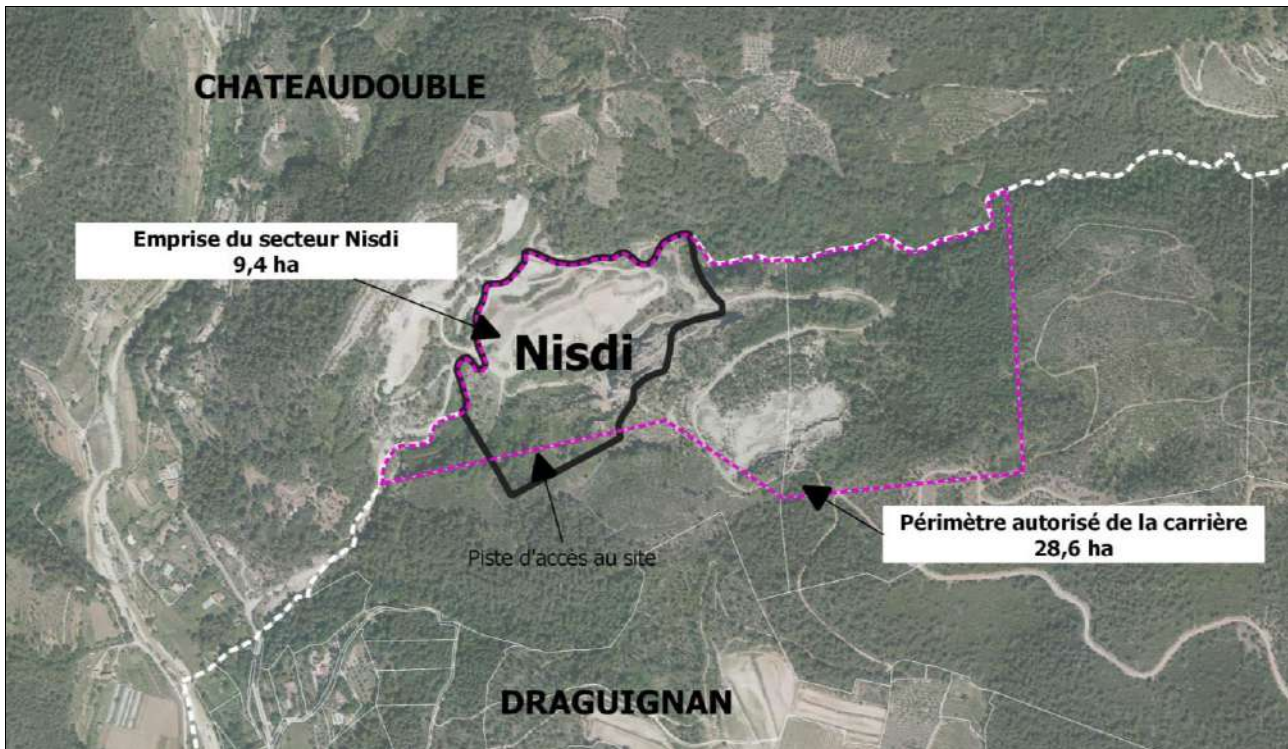 CHATEAUDOUBLE
Emprise du secteur Nisdi
9,4 ha
Nisdi
Périmètre autorisé de la carrière
28,6 ha
Piste d'accès au site
DRAGUIGNAN